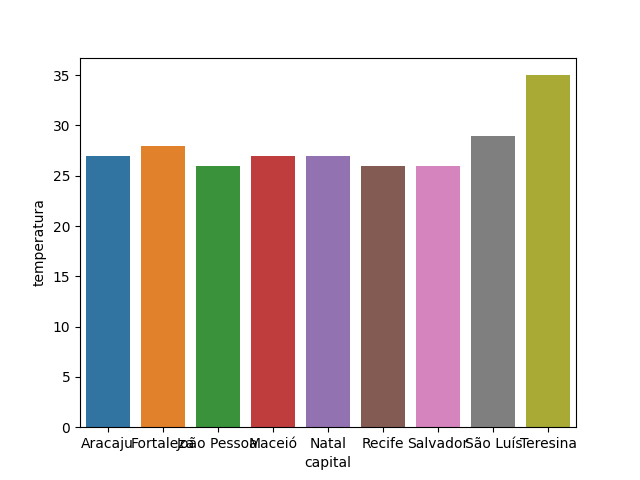 35
30
25
20
15
10
5
0
temperatura
Aracaju Fortaleza João Pessoa Maceió Natal Recife Salvador São Luís Teresina
capital